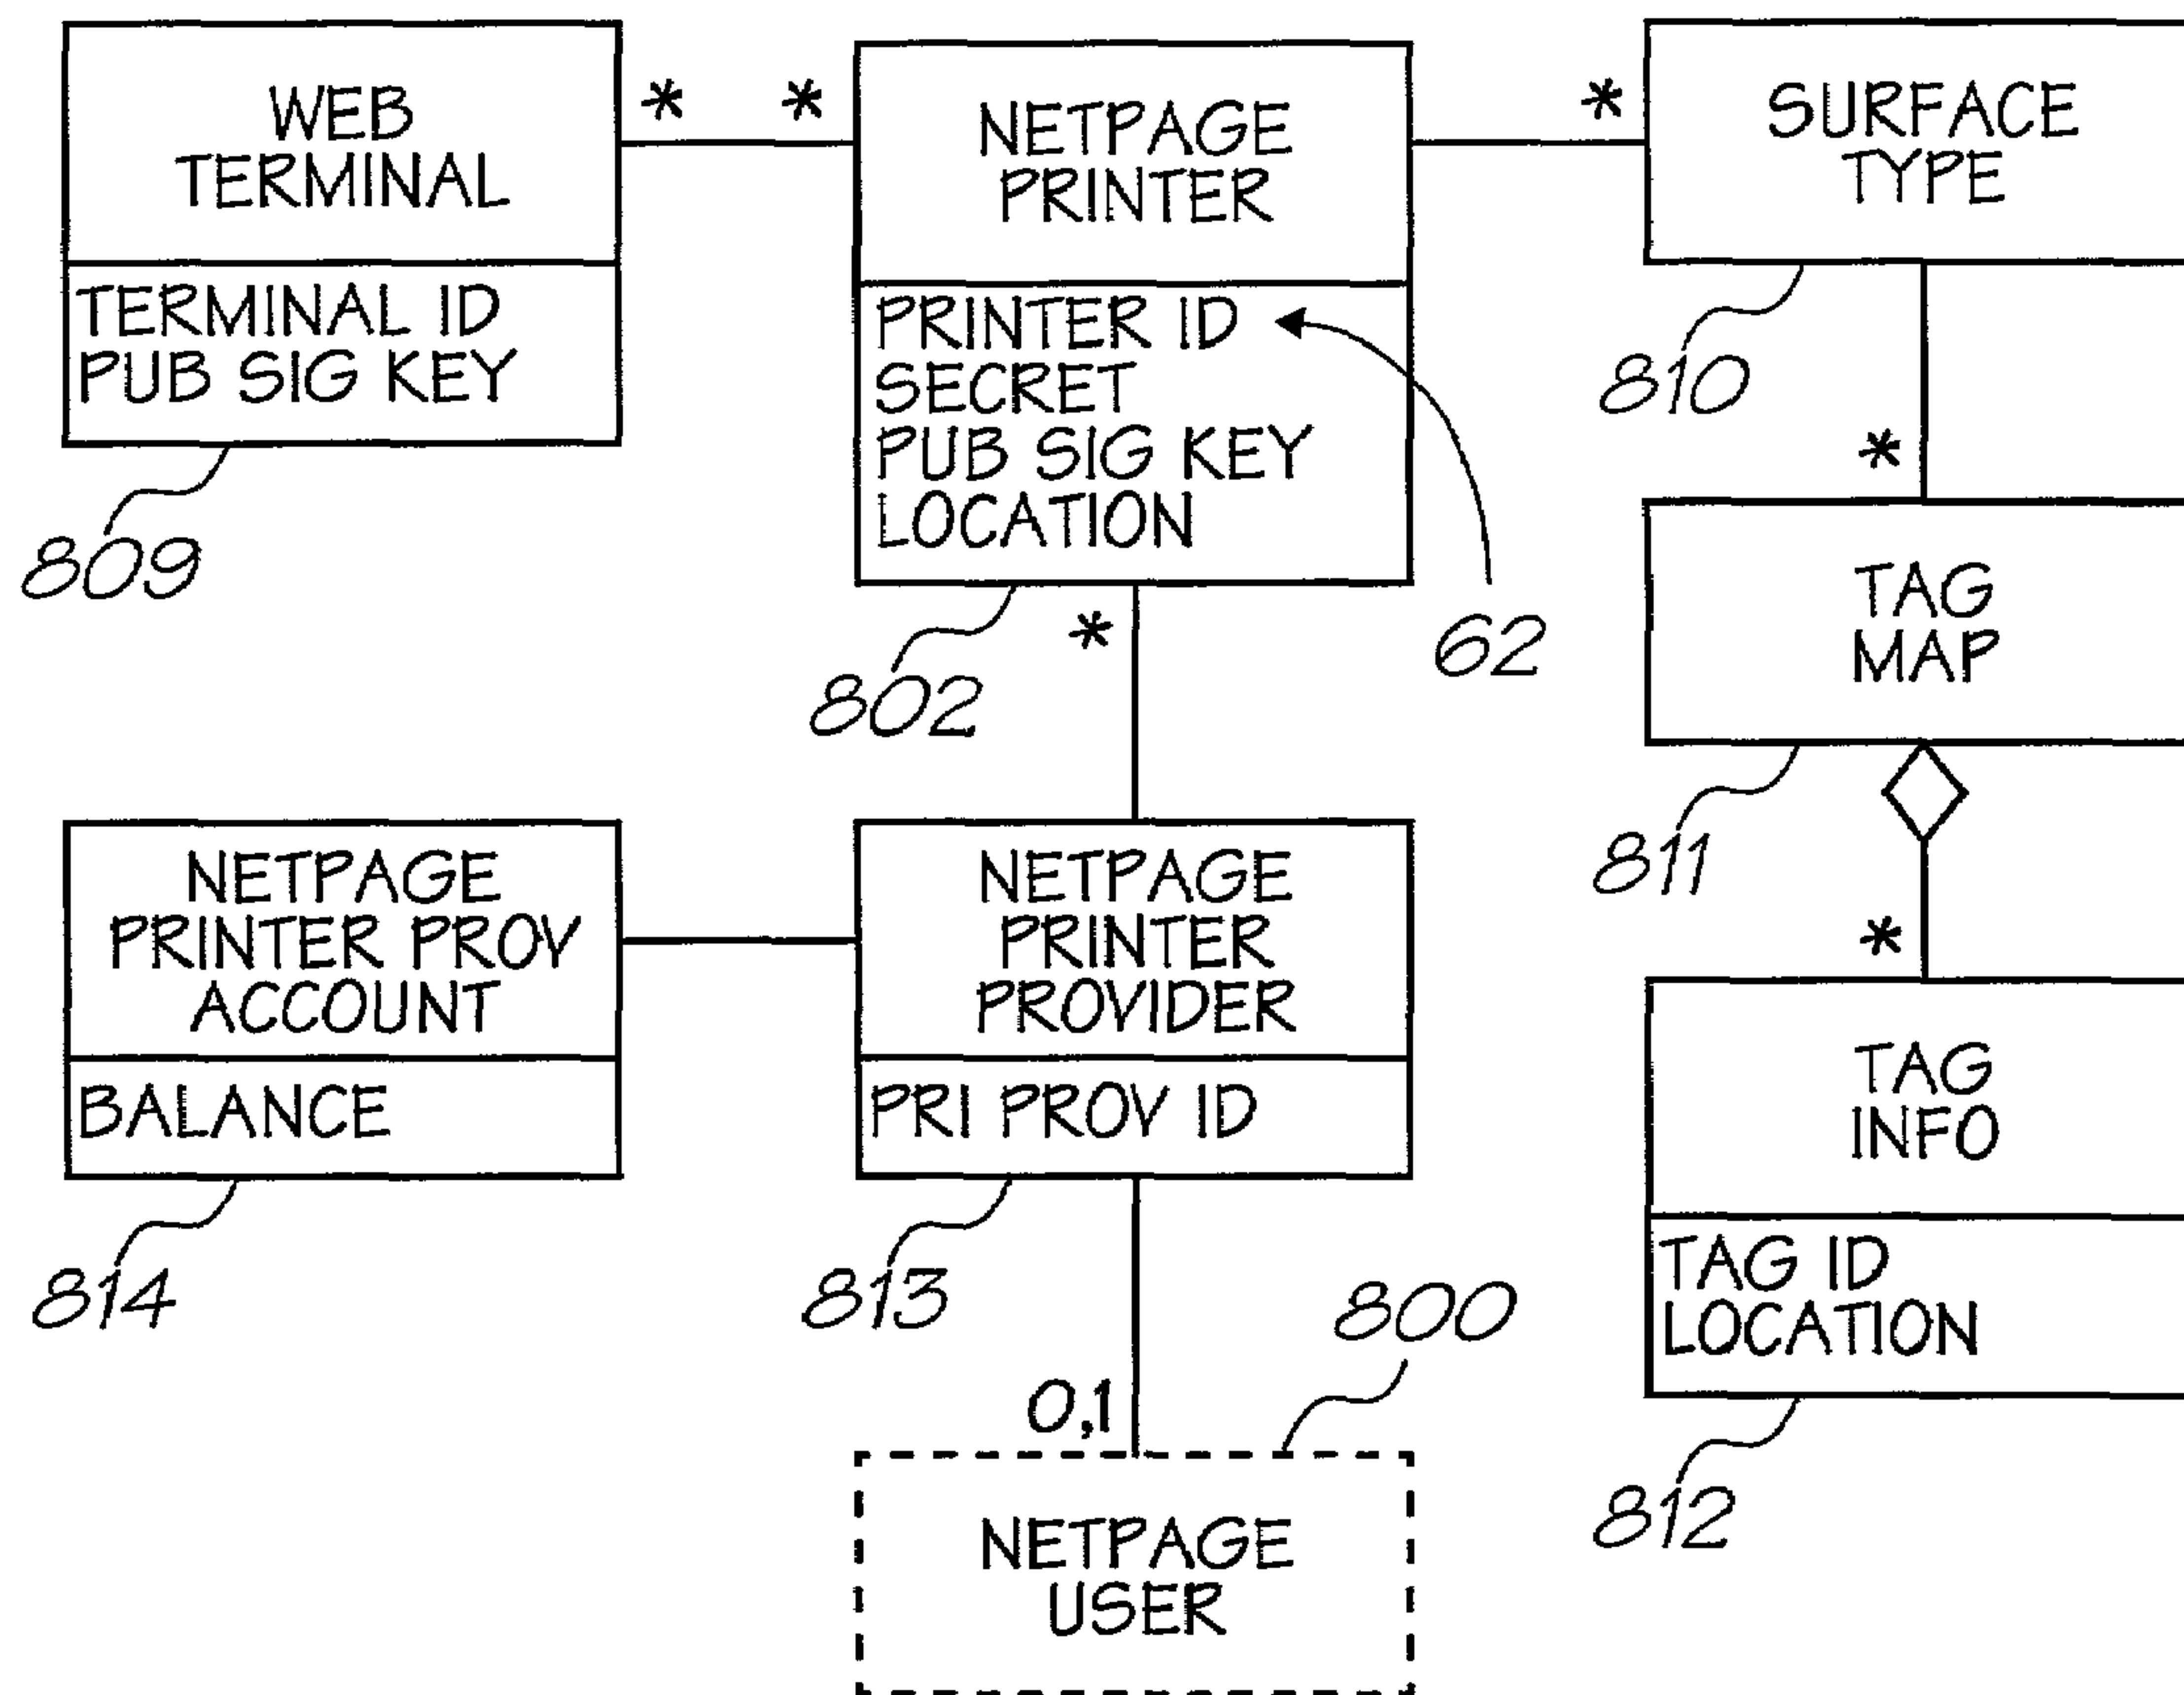 WEB
TERMINAL
TERMINAL ID
PUB SIG KEY
809
*
*
NETPAGE
PRINTER
PRINTER ID
SECRET
PUB SIG KEY
LOCATION
62
802
*
*
SURFACE
TYPE
810
*
TAG
MAP
811
*
TAG
INFO
TAG ID
LOCATION
812
NETPAGE
PRINTER PROV
ACCOUNT
BALANCE
814
NETPAGE
PRINTER
PROVIDER
PRI PROV ID
813
800
0,1
NETPAGE
USER